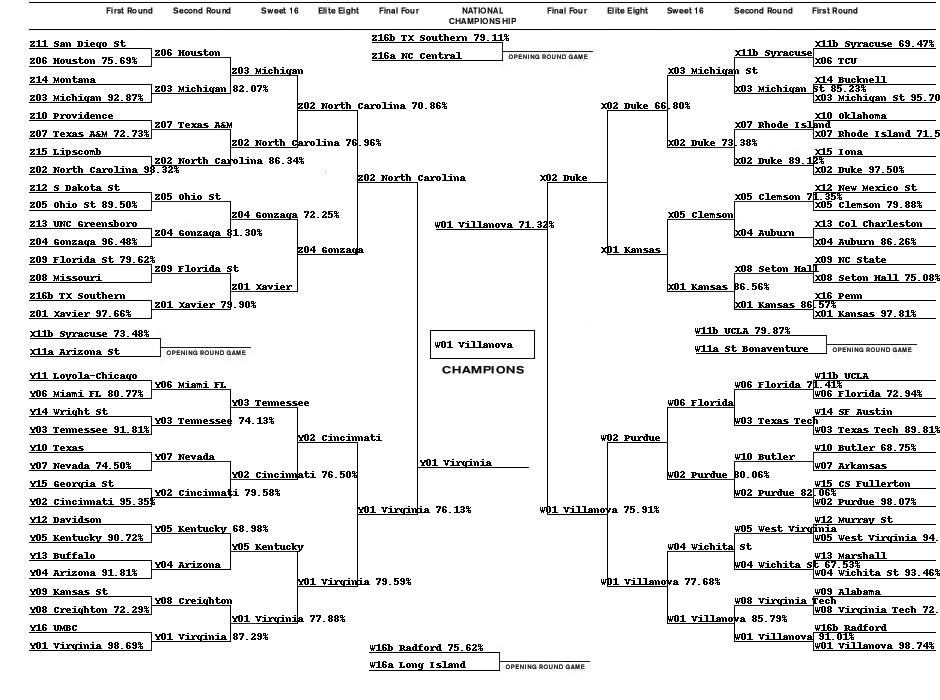 First Round Second Round Sweet 16 Elite Eight Final Four NATIONAL CHAMPIONSHIP Final Four Elite Eight Sweet 16 Second Round First Round
Z11 San Diego St
Z06 Houston 75.69%
Z14 Montana
Z03 Michigan 92.87%
Z10 Providence
Z07 Texas A&M 72.73%
Z15 Lipscomb
Z02 North Carolina 98.32%
Z12 S Dakota St
Z05 Ohio St 89.50%
Z13 UNC Greensboro
Z04 Gonzaga 96.48%
Z09 Florida St 79.62%
Z08 Missouri
Z16b TX Southern
Z01 Xavier 97.66%
Z06 Houston
Z03 Michigan 82.07%
Z07 Texas A&M
Z02 North Carolina 86.34%
Z05 Ohio St
Z04 Gonzaga 81.30%
Z09 Florida St
Z01 Xavier 79.90%
Z03 Michigan
Z02 North Carolina 76.96%
Z04 Gonzaga 72.25%
Z01 Xavier
Z02 North Carolina 70.86%
Z04 Gonzaga
Z02 North Carolina
Z16b TX Southern 79.11%
Z16a NC Central
OPENING ROUND GAME
X11b Syracuse 73.48%
X11a Arizona St
OPENING ROUND GAME
Y11 Loyola-Chicago
Y06 Miami FL 80.77%
Y14 Wright St
Y03 Tennessee 91.81%
Y10 Texas
Y07 Nevada 74.50%
Y15 Georgia St
Y02 Cincinnati 95.35%
Y12 Davidson
Y05 Kentucky 90.72%
Y13 Buffalo
Y04 Arizona 91.81%
Y09 Kansas St
Y08 Creighton 72.29%
Y16 UMBC
Y01 Virginia 98.69%
Y06 Miami FL
Y03 Tennessee 74.13%
Y07 Nevada
Y02 Cincinnati 79.58%
Y05 Kentucky 68.98%
Y04 Arizona
Y08 Creighton
Y01 Virginia 87.29%
Y03 Tennessee
Y02 Cincinnati 76.50%
Y05 Kentucky
Y01 Virginia 77.88%
Y02 Cincinnati
Y01 Virginia 79.59%
Y01 Virginia 76.13%
W01 Villanova 71.32%
W01 Villanova
CHAMPIONS
Y01 Virginia
W16b Radford 75.62%
W16a Long Island
OPENING ROUND GAME
X02 Duke
X02 Duke 66.80%
X01 Kansas
X03 Michigan St
X02 Duke 73.38%
X05 Clemson
X01 Kansas 86.56%
X11b Syracuse
X03 Michigan St 85.23%
X07 Rhode Island
X02 Duke 89.12%
X05 Clemson 71.35%
X04 Auburn
X08 Seton Hall
X01 Kansas 86.57%
X11b Syracuse 69.47%
X06 TCU
X14 Bucknell
X03 Michigan St 95.70
X10 Oklahoma
X07 Rhode Island 71.5
X15 Iona
X02 Duke 97.50%
X12 New Mexico St
X05 Clemson 79.88%
X13 Col Charleston
X04 Auburn 86.26%
X09 NC State
X08 Seton Hall 75.08%
X16 Penn
X01 Kansas 97.81%
W11b UCLA 79.87%
W11a St Bonaventure
OPENING ROUND GAME
W01 Villanova 75.91%
W02 Purdue
W01 Villanova 77.68%
W06 Florida
W02 Purdue 80.06%
W04 Wichita St
W01 Villanova 85.79%
W06 Florida 71.41%
W03 Texas Tech
W10 Butler
W02 Purdue 82.06%
W05 West Virginia
W04 Wichita St 67.53%
W08 Virginia Tech
W01 Villanova 91.01%
W11b UCLA
W06 Florida 72.94%
W14 SF Austin
W03 Texas Tech 89.81%
W10 Butler 68.75%
W07 Arkansas
W15 CS Fullerton
W02 Purdue 98.07%
W12 Murray St
W05 West Virginia 94.
W13 Marshall
W04 Wichita St 93.46%
W09 Alabama
W08 Virginia Tech 72.
W16b Radford
W01 Villanova 98.74%